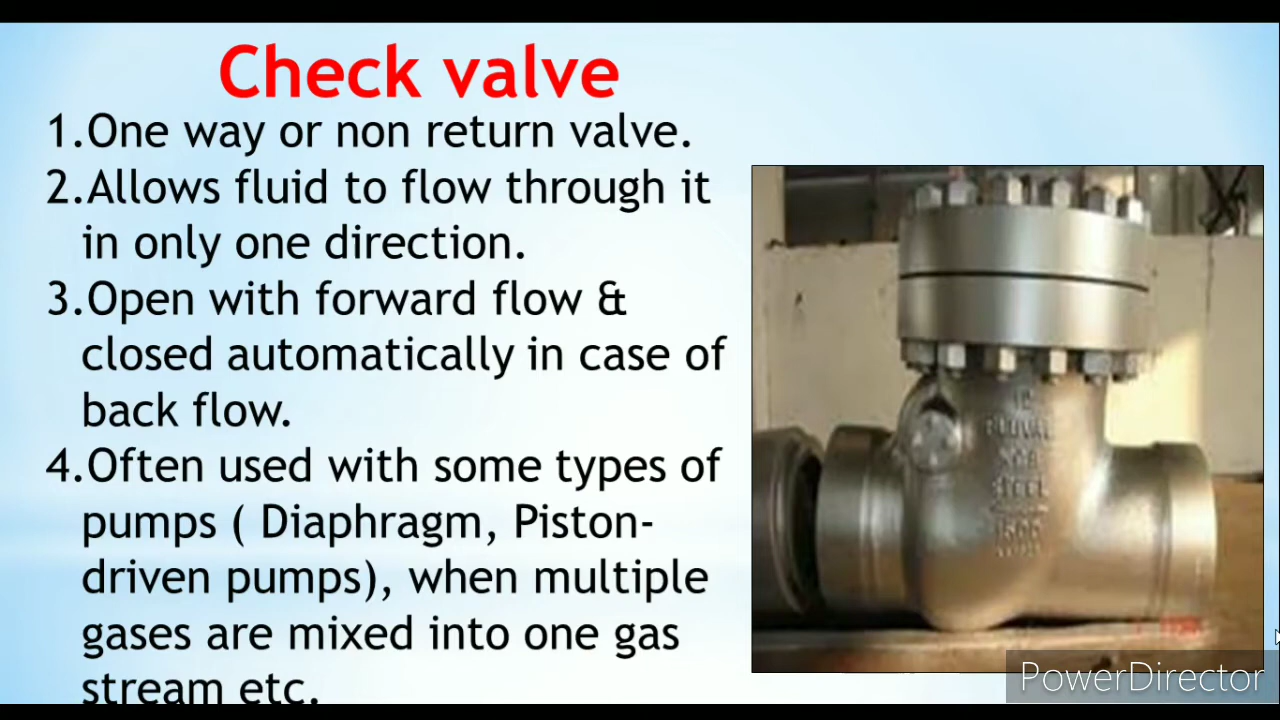 Check valve
1.One way or non return valve.
2.Allows fluid to flow through it
in only one direction.
3.Open with forward flow &
closed automatically in case of
back flow.
4.Often used with some types of
pumps ( Diaphragm, Piston-
driven pumps), when multiple
gases are mixed into one gas
stream etc.
PowerDirector